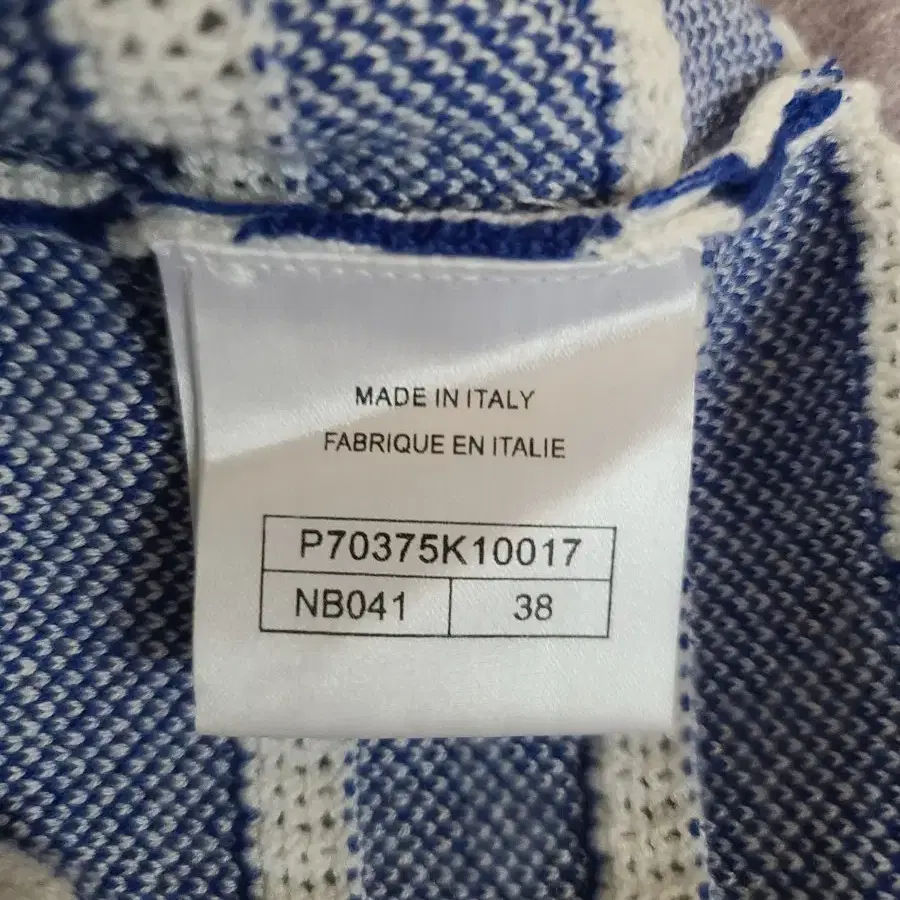 MADE IN ITALY
FABRIQUE EN ITALIE
P70375K10017
NB041 38